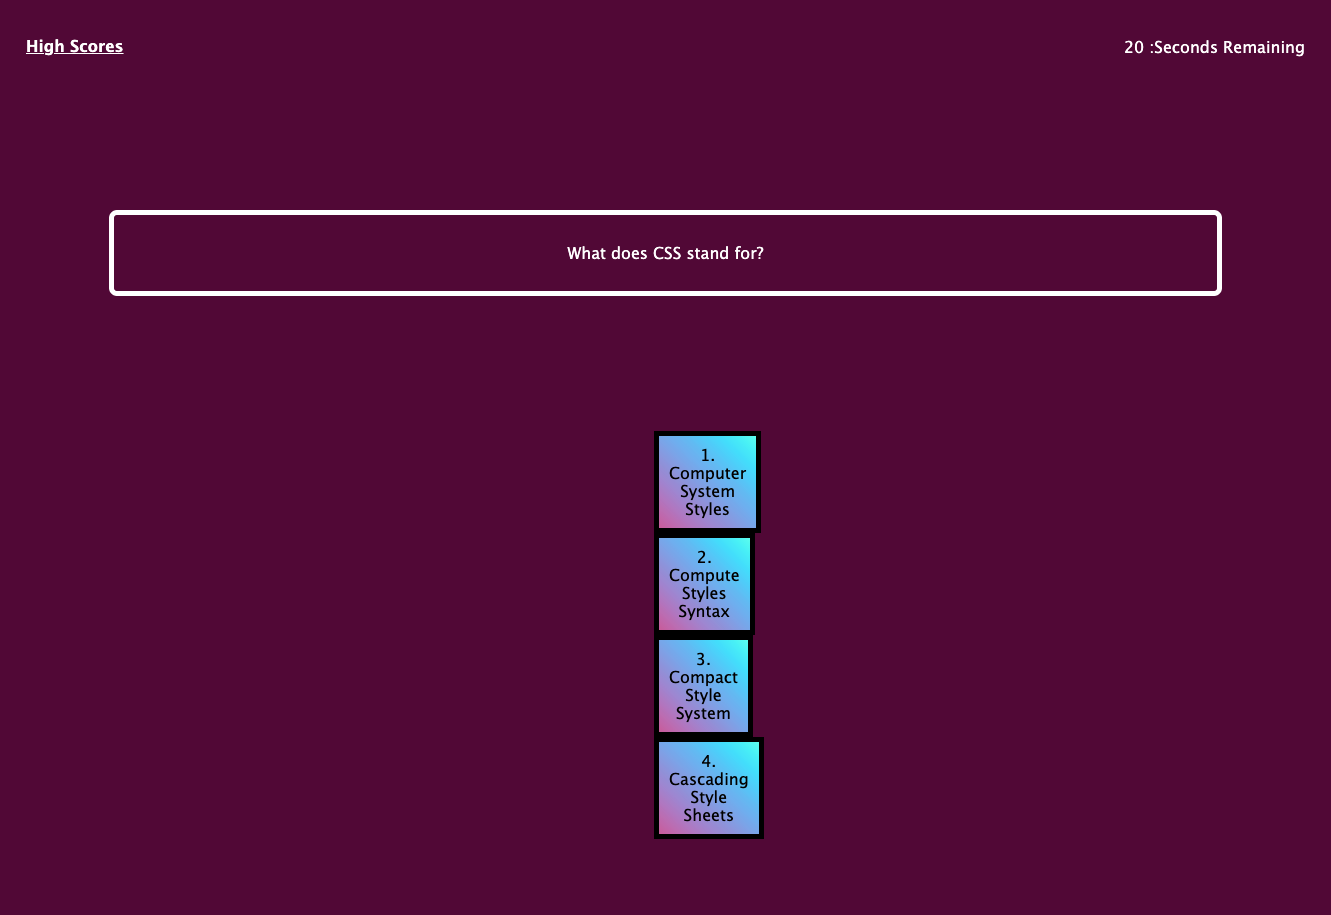 High Scores
20 :Seconds Remaining
What does CSS stand for?
1.
Computer
System
Styles
2.
Compute
Styles
Syntax
3.
Compact
Style
System
4.
Cascading
Style
Sheets